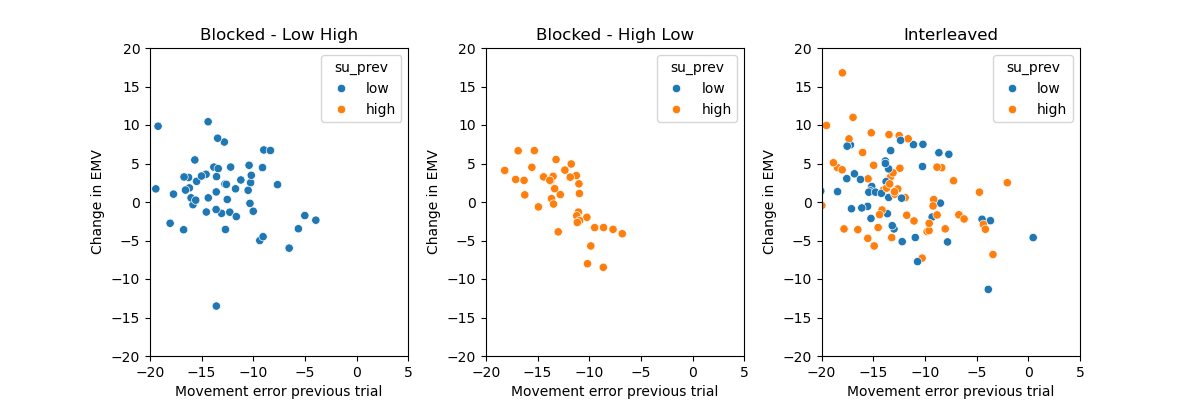 Blocked - Low High
Change in EMV
20
15
10
5
0
−5
−10
−15
−20
su_prev
low
high
−20 −15 −10 −5 0 5
Movement error previous trial
Blocked - High Low
Change in EMV
20
15
10
5
0
−5
−10
−15
−20
su_prev
low
high
−20 −15 −10 −5 0 5
Movement error previous trial
Interleaved
Change in EMV
20
15
10
5
0
−5
−10
−15
−20
su_prev
low
high
−20 −15 −10 −5 0 5
Movement error previous trial